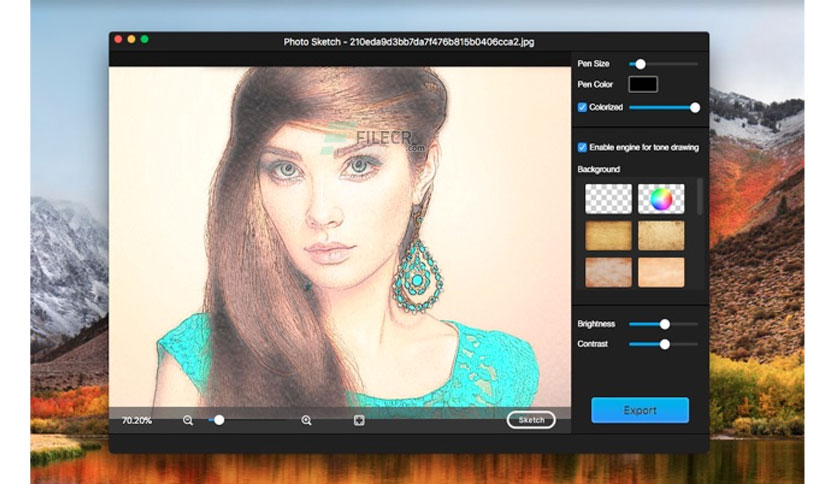 Photo Sketch - 210eda9d3bb7da7f476b815b0406cca2.jpg
Pen Size
Pen Color
Colorized
FILECR
.com
Enable engine for tone drawing
Background
Brightness
Contrast
Export
70.20%
Sketch